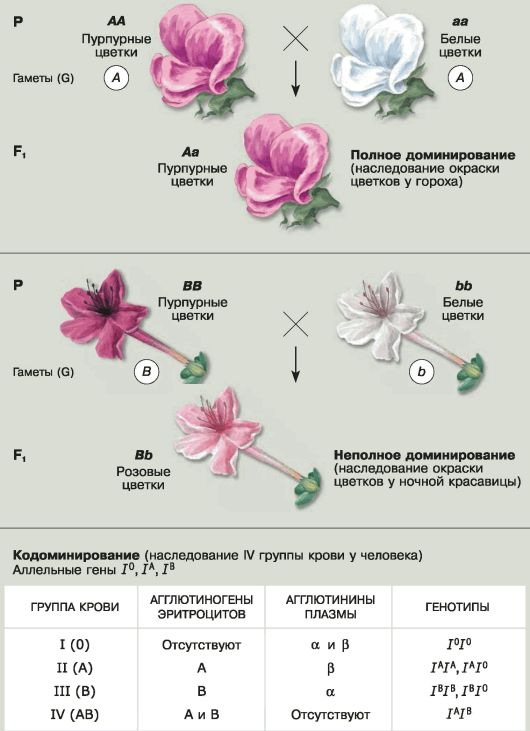 P
AA
Пурпурные
цветки
aa
Белые
цветки
Гаметы (G)
A
A
F₁
Aa
Пурпурные
цветки
Полное доминирование
(наследование окраски
цветков у гороха)
P
BB
Пурпурные
цветки
bb
Белые
цветки
Гаметы (G)
B
b
F₁
Bb
Розовые
цветки
Неполное доминирование
(наследование окраски
цветков у ночной красавицы)
Кодоминирование (наследование IV группы крови у человека)
Аллельные гены I⁰, Iᴬ, Iᴮ
ГРУППА КРОВИ
АГГЛЮТИНОГЕНЫ
ЭРИТРОЦИТОВ
АГГЛЮТИНИНЫ
ПЛАЗМЫ
ГЕНОТИПЫ
I (0) Отсутствуют α и β I⁰I⁰
II (A) A β IᴬIᴬ, IᴬI⁰
III (B) B α IᴮIᴮ, IᴮI⁰
IV (AB) A и B Отсутствуют IᴬIᴮ